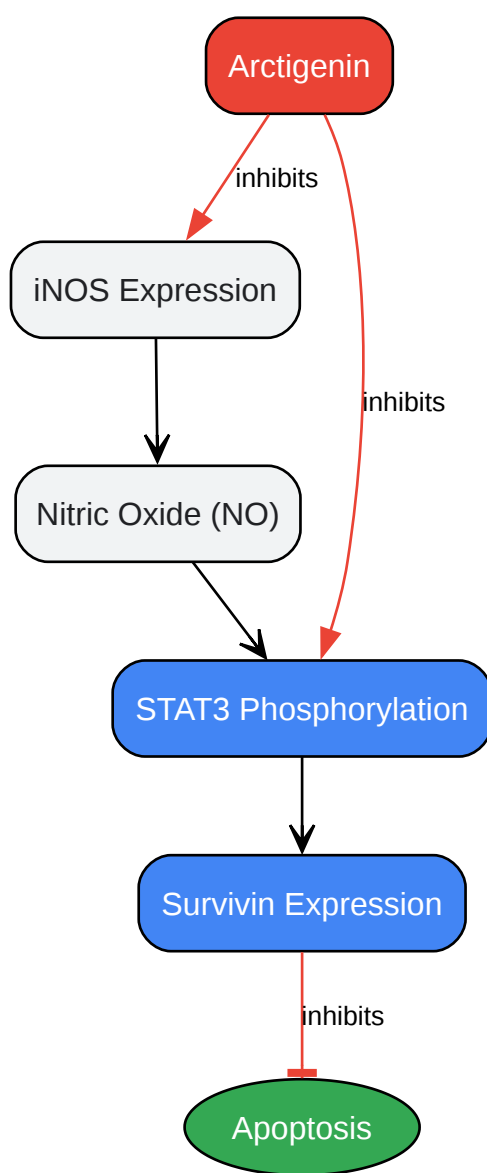 Arctigenin
inhibits
iNOS Expression
inhibits
Nitric Oxide (NO)
STAT3 Phosphorylation
Survivin Expression
inhibits
Apoptosis